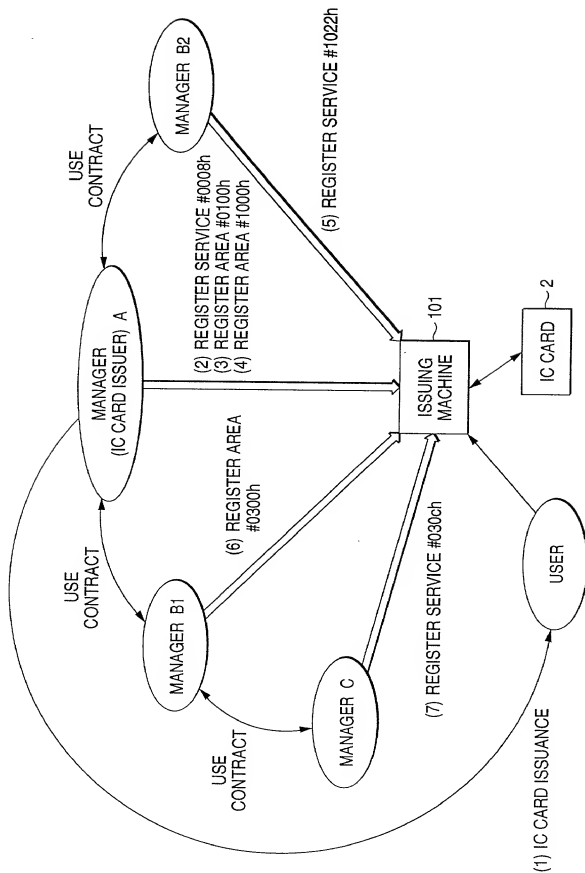 MANAGER B2
USE
CONTRACT
MANAGER
(IC CARD ISSUER) A
(2) REGISTER SERVICE #0008h
(3) REGISTER AREA #0100h
(4) REGISTER AREA #1000h
(5) REGISTER SERVICE #1022h
USE
CONTRACT
MANAGER B1
(6) REGISTER AREA
#0300h
101
ISSUING
MACHINE
2
IC CARD
USE
CONTRACT
MANAGER C
(7) REGISTER SERVICE #030ch
USER
(1) IC CARD ISSUANCE